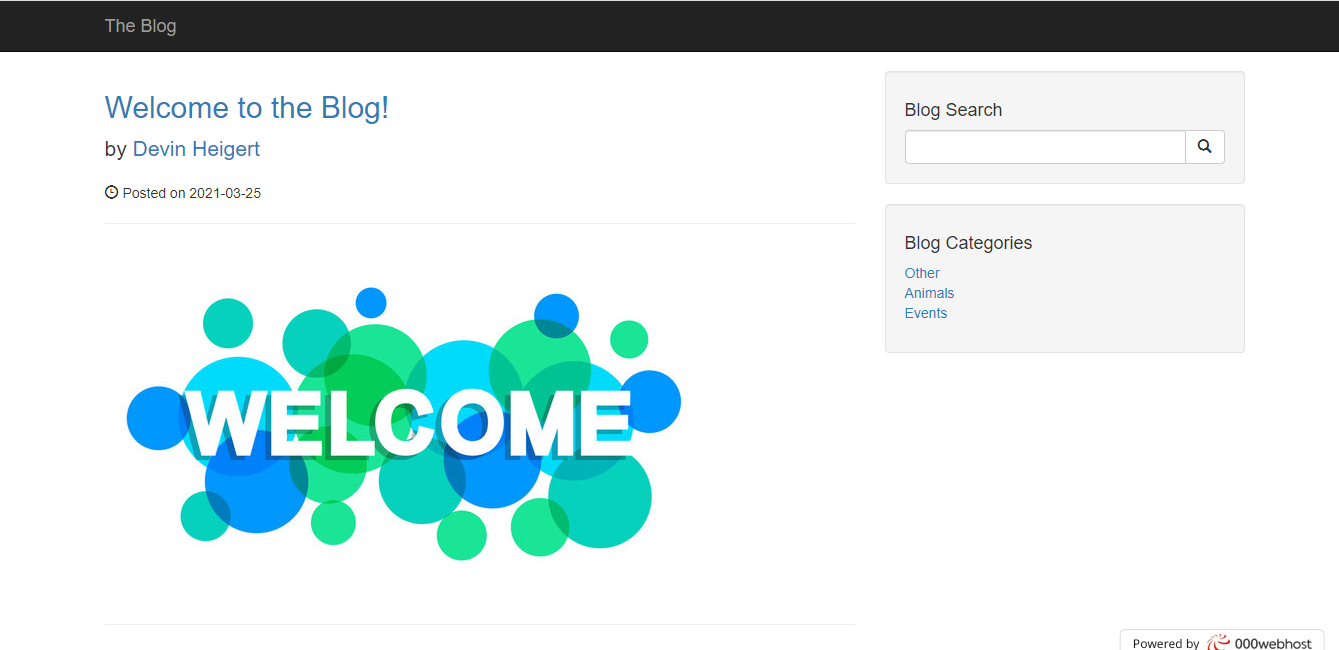 The Blog
Welcome to the Blog!
by Devin Heigert
Posted on 2021-03-25
WELCOME
Blog Search
Blog Categories
Other
Animals
Events
Powered by 000webhost